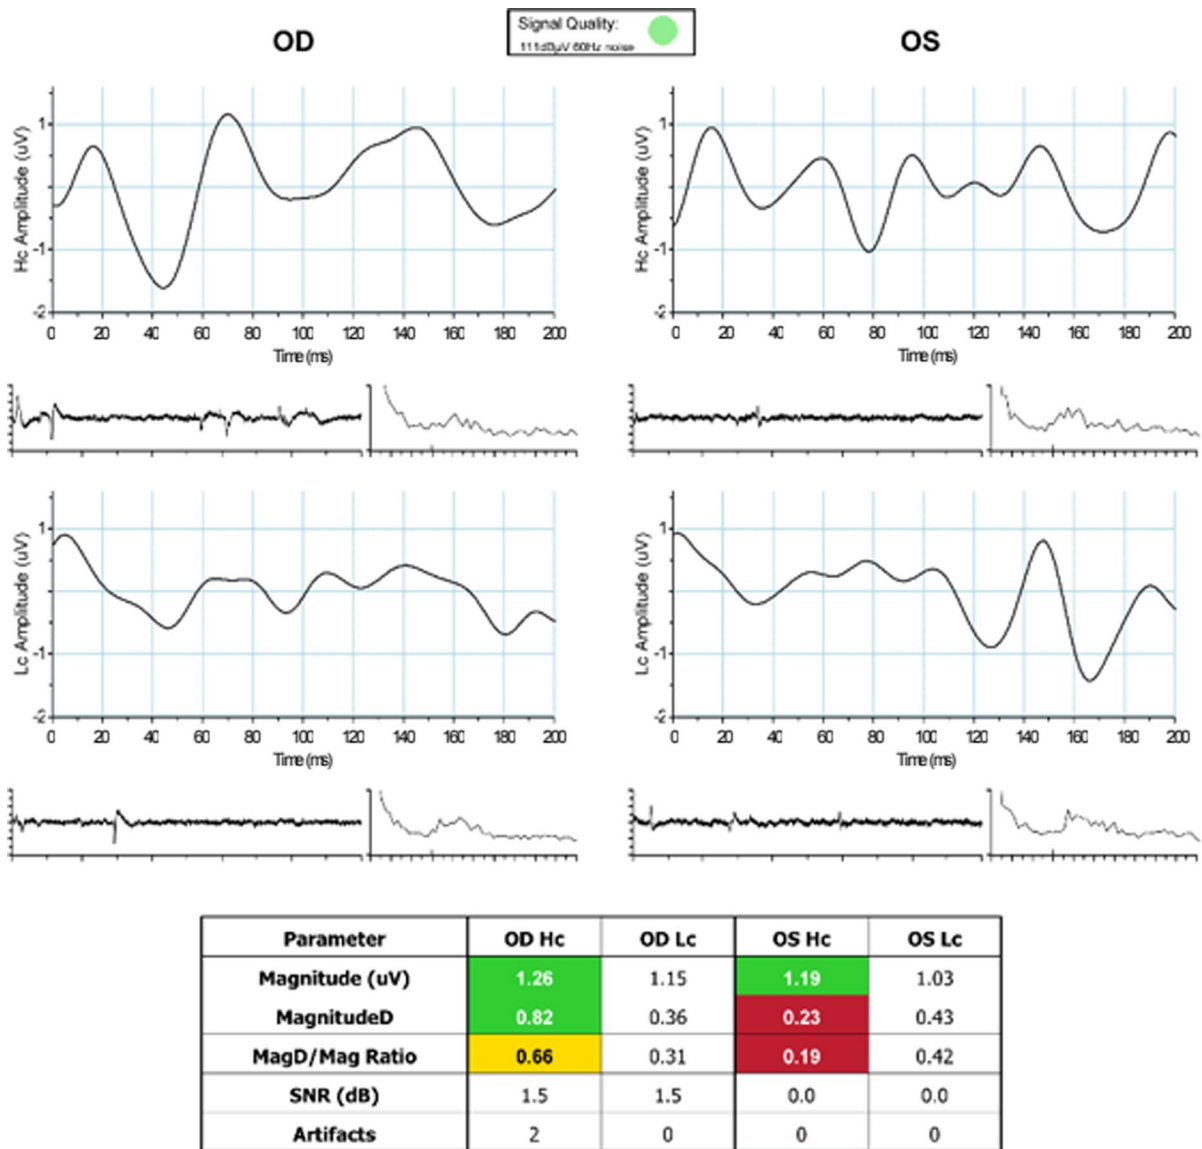 Signal Quality:
111dBµV 60Hz noise
OD
OS
Hc Amplitude (uV)
1
-1
-2
0 20 40 60 80 100 120 140 160 180 200
Time (ms)
Hc Amplitude (uV)
1
-1
-2
0 20 40 60 80 100 120 140 160 180 200
Time (ms)
Lc Amplitude (uV)
1
-1
-2
0 20 40 60 80 100 120 140 160 180 200
Time (ms)
Lc Amplitude (uV)
1
-1
-2
0 20 40 60 80 100 120 140 160 180 200
Time (ms)
Parameter OD Hc OD Lc OS Hc OS Lc
Magnitude (uV) 1.26 1.15 1.19 1.03
MagnitudeD 0.82 0.36 0.23 0.43
MagD/Mag Ratio 0.66 0.31 0.19 0.42
SNR (dB) 1.5 1.5 0.0 0.0
Artifacts 2 0 0 0